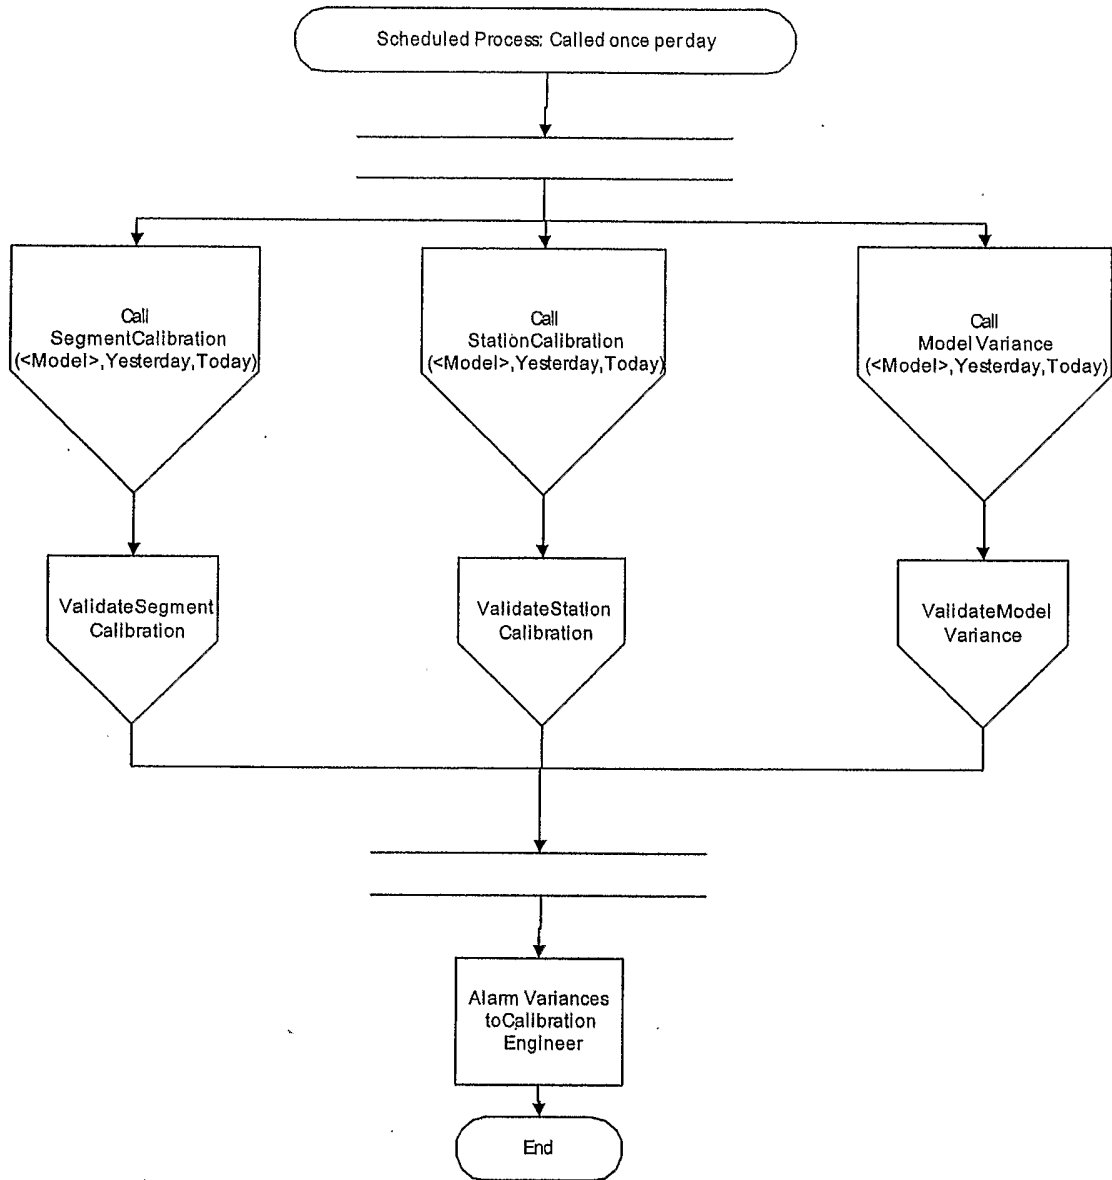 Scheduled Process: Called once per day
Call
SegmentCalibration
(<Model>,Yesterday,Today)
Call
StationCalibration
(<Model>,Yesterday,Today)
Call
Model Variance
(<Model>,Yesterday,Today)
ValidateSegment
Calibration
ValidateStation
Calibration
ValidateModel
Variance
Alarm Variances
toCalibration
Engineer
End